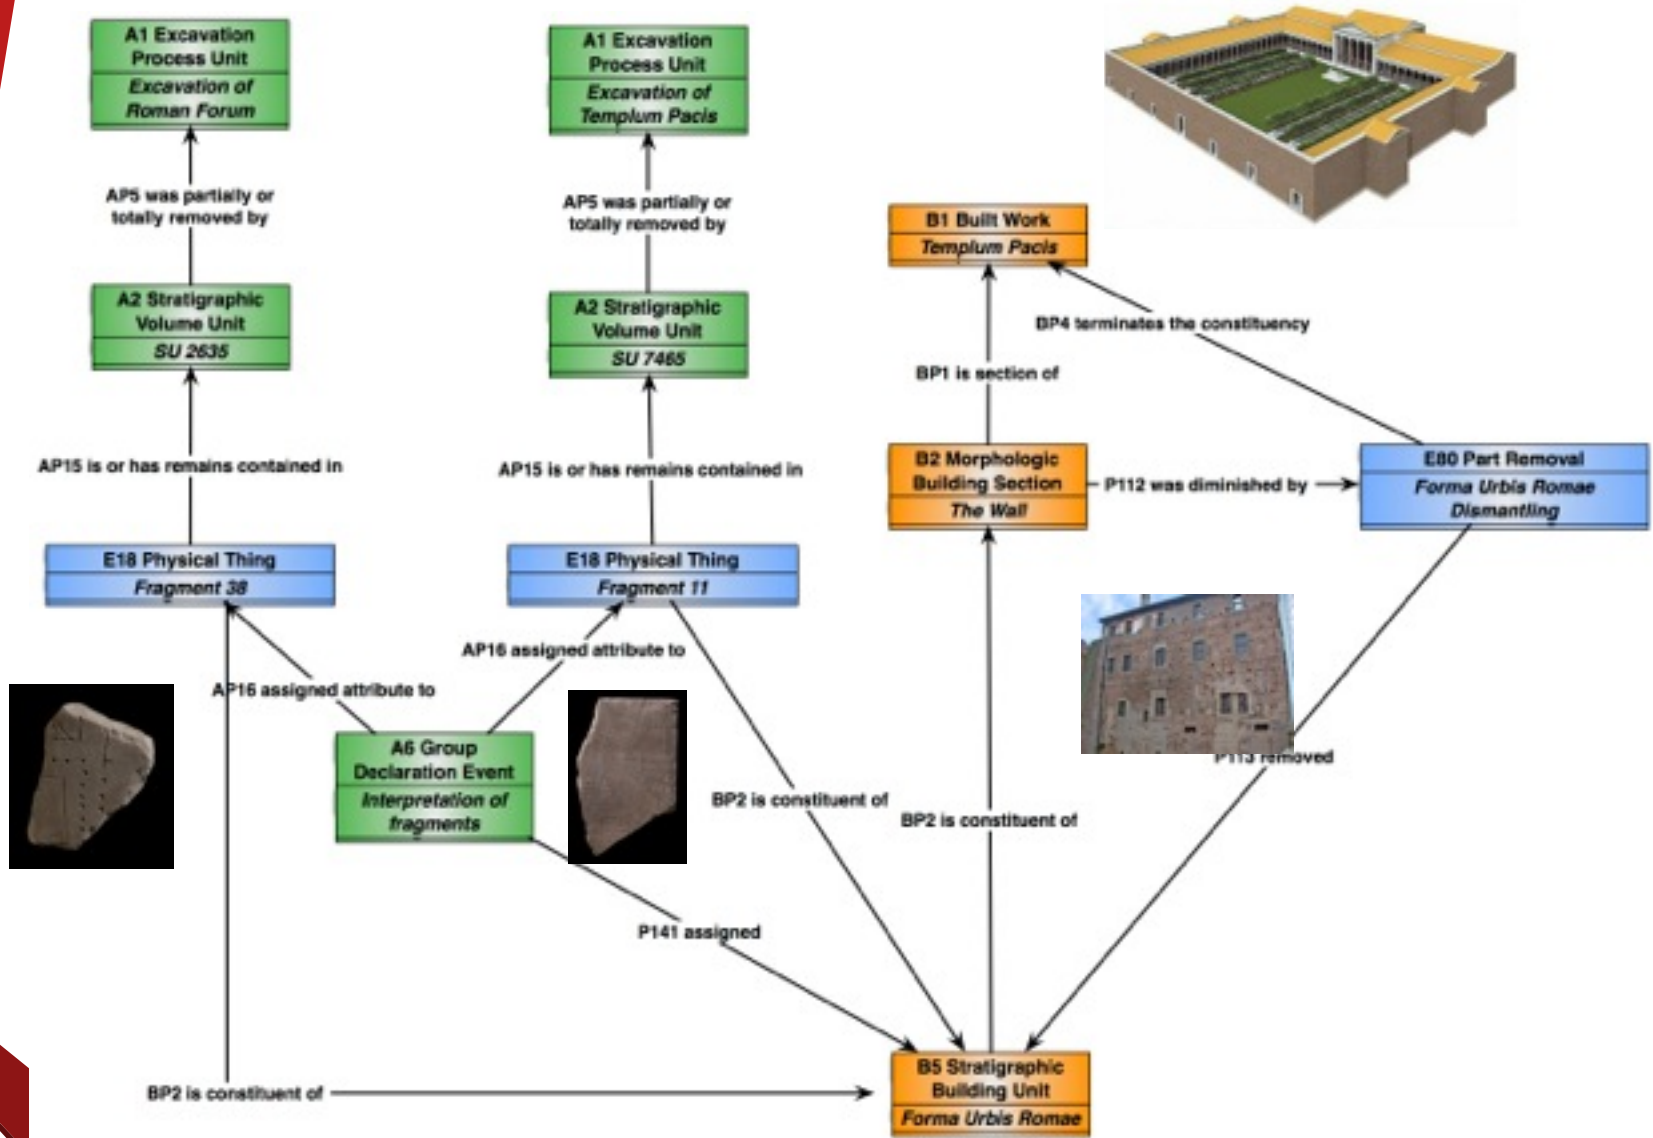 A1 Excavation
Process Unit
Excavation of
Roman Forum
A1 Excavation
Process Unit
Excavation of
Templum Pacis
AP5 was partially or
totally removed by
AP5 was partially or
totally removed by
B1 Built Work
Templum Pacis
BP4 terminates the constituency
A2 Stratigraphic
Volume Unit
SU 2635
A2 Stratigraphic
Volume Unit
SU 7465
BP1 is section of
AP15 is or has remains contained in
AP15 is or has remains contained in
B2 Morphologic
Building Section
The Wall
P112 was diminished by
E80 Part Removal
Forma Urbis Romae
Dismantling
E18 Physical Thing
Fragment 38
E18 Physical Thing
Fragment 11
AP16 assigned attribute to
AP16 assigned attribute to
A6 Group
Declaration Event
Interpretation of
fragments
P113 removed
BP2 is constituent of
BP2 is constituent of
P141 assigned
BP2 is constituent of
B5 Stratigraphic
Building Unit
Forma Urbis Romae